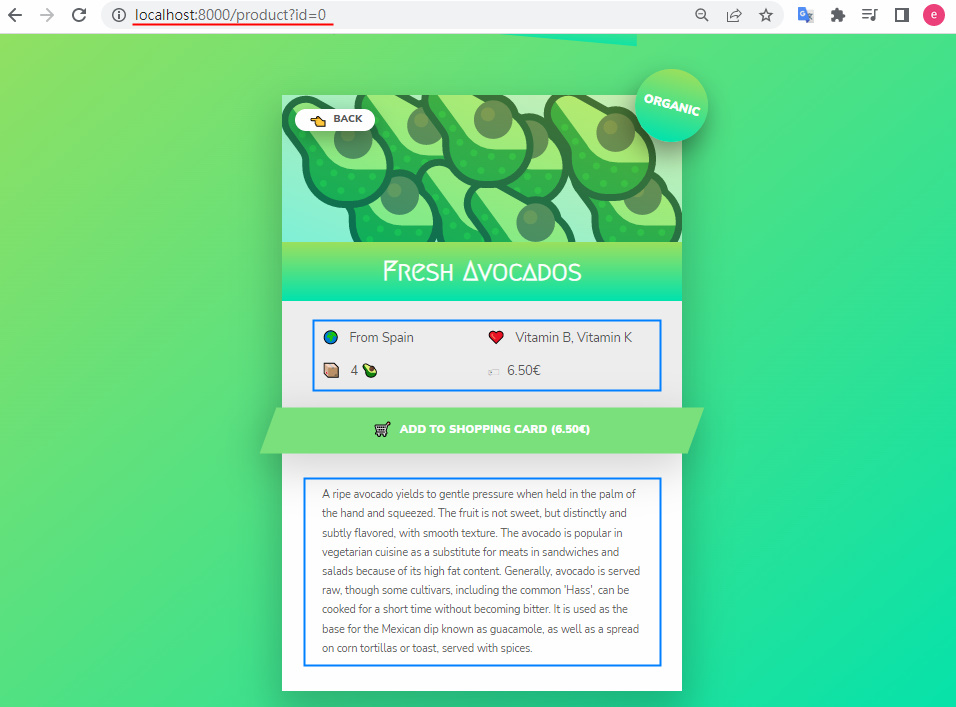 localhost:8000/product?id=0
e
ORGANIC
BACK
Fresh Avocados
From Spain
Vitamin B, Vitamin K
4
6.50€
ADD TO SHOPPING CARD (6.50€)
A ripe avocado yields to gentle pressure when held in the palm of
the hand and squeezed. The fruit is not sweet, but distinctly and
subtly flavored, with smooth texture. The avocado is popular in
vegetarian cuisine as a substitute for meats in sandwiches and
salads because of its high fat content. Generally, avocado is served
raw, though some cultivars, including the common 'Hass', can be
cooked for a short time without becoming bitter. It is used as the
base for the Mexican dip known as guacamole, as well as a spread
on corn tortillas or toast, served with spices.